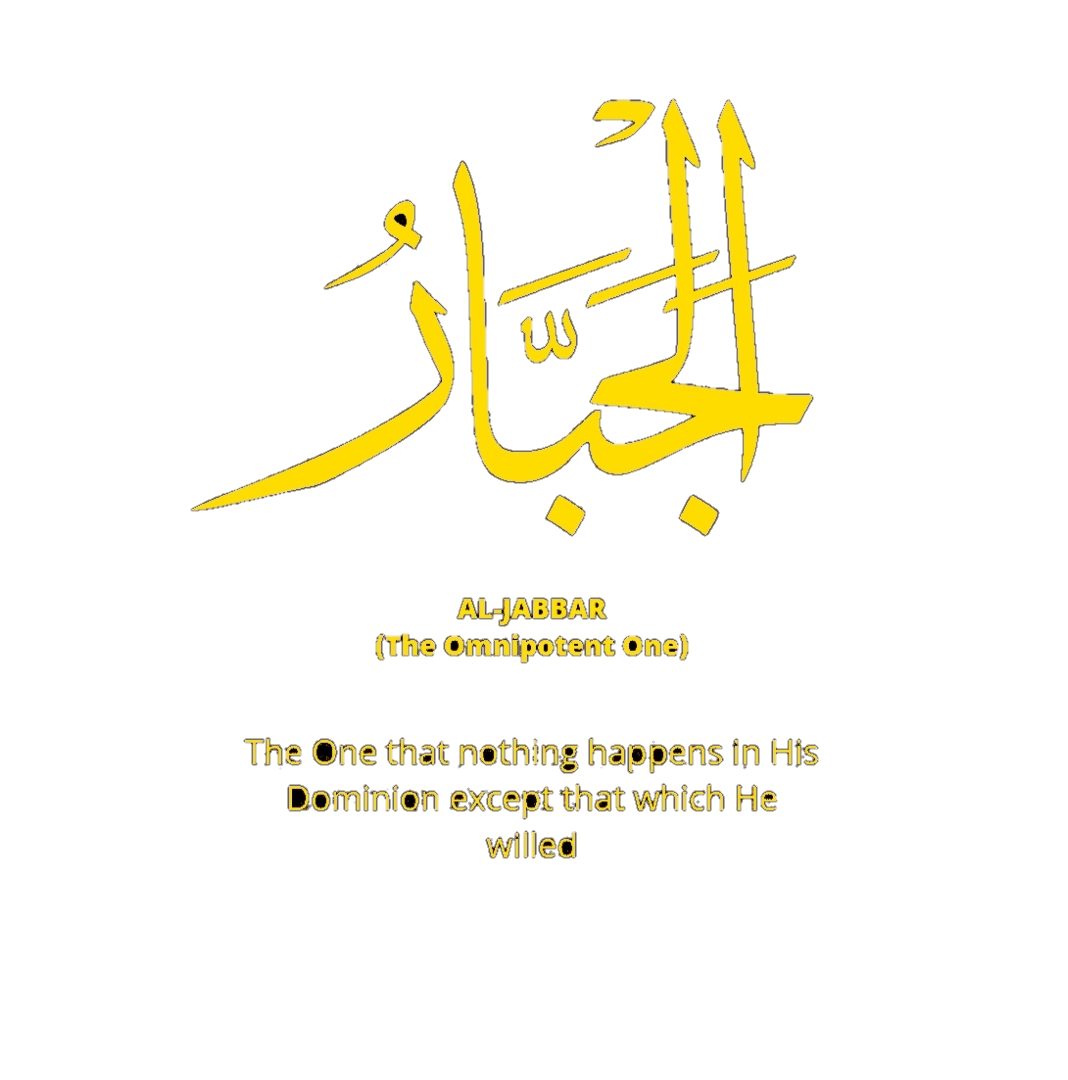 الْجَبَّارُ
AL-JABBAR
(The Omnipotent One)
The One that nothing happens in His
Dominion except that which He
willed